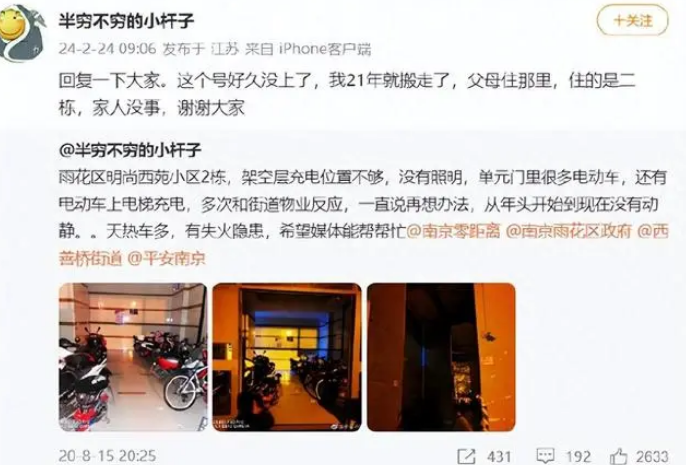 半穷不穷的小杆子
十关注
24-2-24 09:06 发布于 江苏 来自 iPhone客户端
回复一下大家。这个号好久没上了，我21年就搬走了，父母住那里，住的是二
栋，家人没事，谢谢大家
@半穷不穷的小杆子
雨花区明尚西苑小区2栋，架空层充电位置不够，没有照明，单元门里很多电动车，还有
电动车上电梯充电，多次和街道物业反应，一直说再想办法，从年头开始到现在没有动
静。。天热车多，有失火隐患，希望媒体能帮帮忙@南京零距离 @南京雨花区政府 @西
善桥街道 @平安南京
20-8-15 20:25
431
192
2633